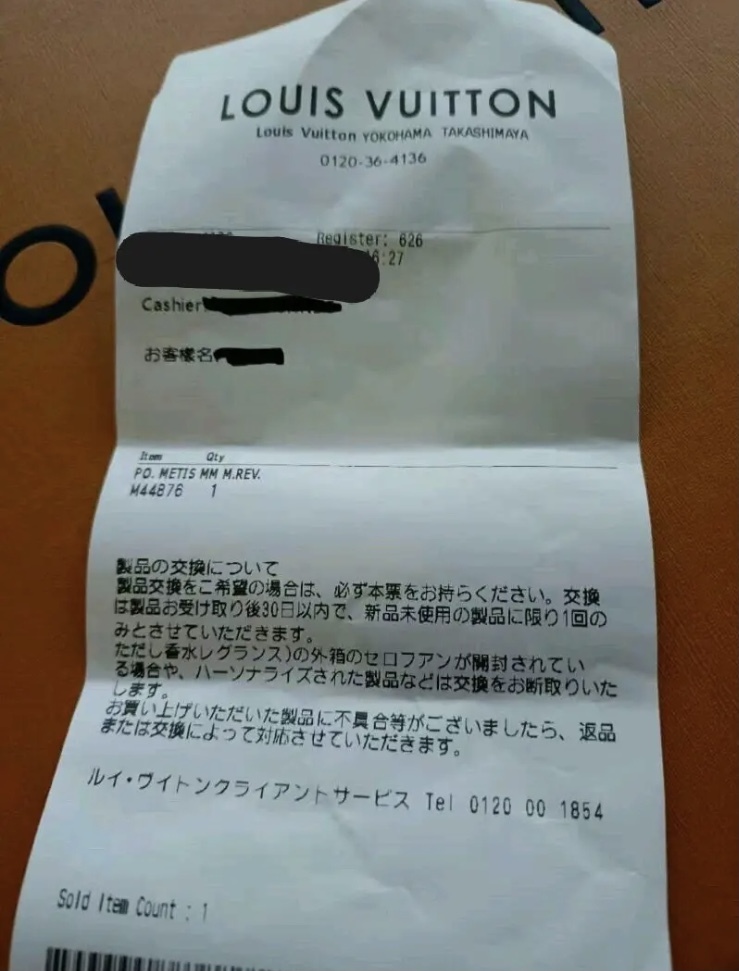 LOUIS VUITTON
Louis Vuitton YOKOHAMA TAKASHIMAYA
0120-36-4136
Register: 626
6:27
Cashier
お客様名
Item Qty
PO. METIS MM M.REV.
M44876 1
製品の交換について
製品交換をご希望の場合は、必ず本票をお持らください。交換
は製品お受け取り後30日以内で、新品未使用の製品に限り1回の
みとさせていただきます。
ただし香水レグランス)の外箱のセロフアンが開封されてい
る場合や、ハーソナライズされた製品などは交換をお断取りいた
します。
お買い上げいただいた製品に不具合等がございましたら、返品
または交換によって対応させていただきます。
ルイ・ヴイトンクライアントサービス Tel 0120 00 1854
Sold Item Count : 1